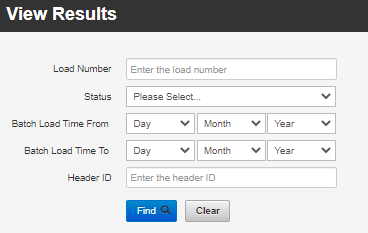 View Results
Load Number Enter the load number
Status Please Select...
Batch Load Time From Day Month Year
Batch Load Time To Day Month Year
Header ID Enter the header ID
Find Clear